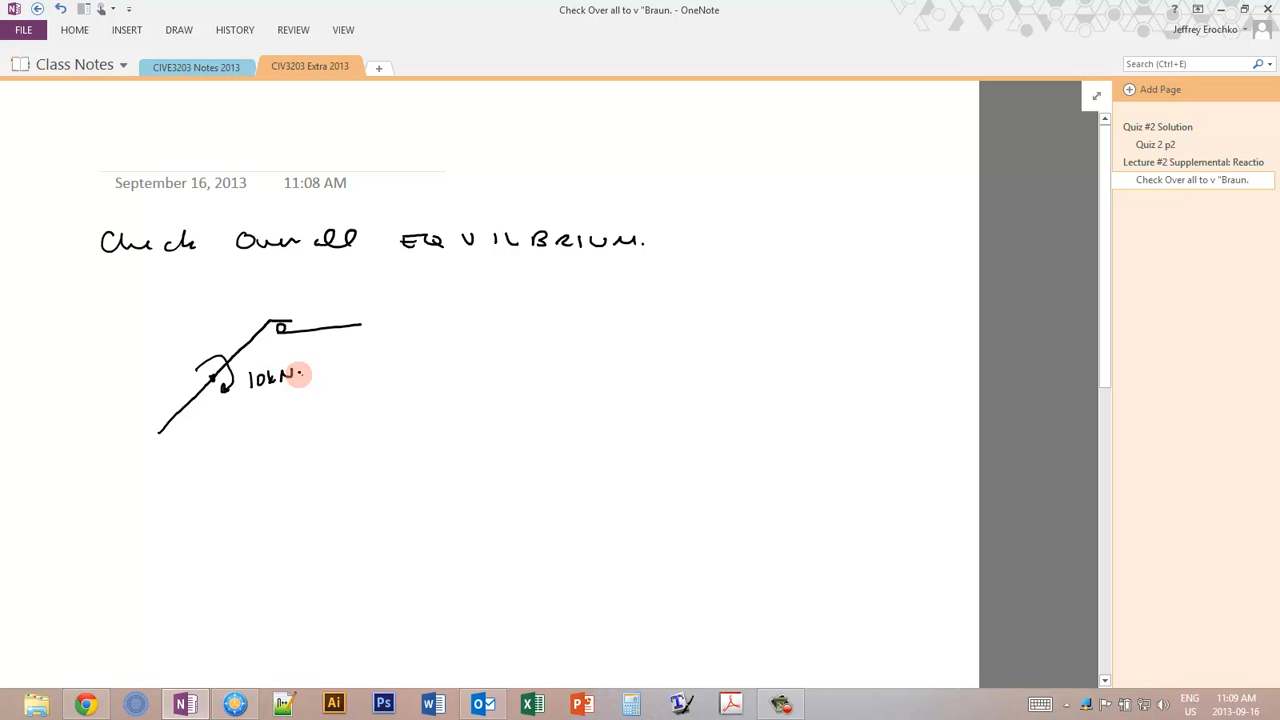 Check Over all to v "Braun. - OneNote
FILE
HOME
INSERT
DRAW
HISTORY
REVIEW
VIEW
Jeffrey Erochko
Class Notes
CIVE3203 Notes 2013
CIV3203 Extra 2013
Search (Ctrl+E)
Add Page
September 16, 2013 11:08 AM
Quiz #2 Solution
Quiz 2 p2
Lecture #2 Supplemental: Reactio
Check Over all to v "Braun.
Check Over all EQUILBRIUM.
10kN·
ENG
US
11:09 AM
2013-09-16